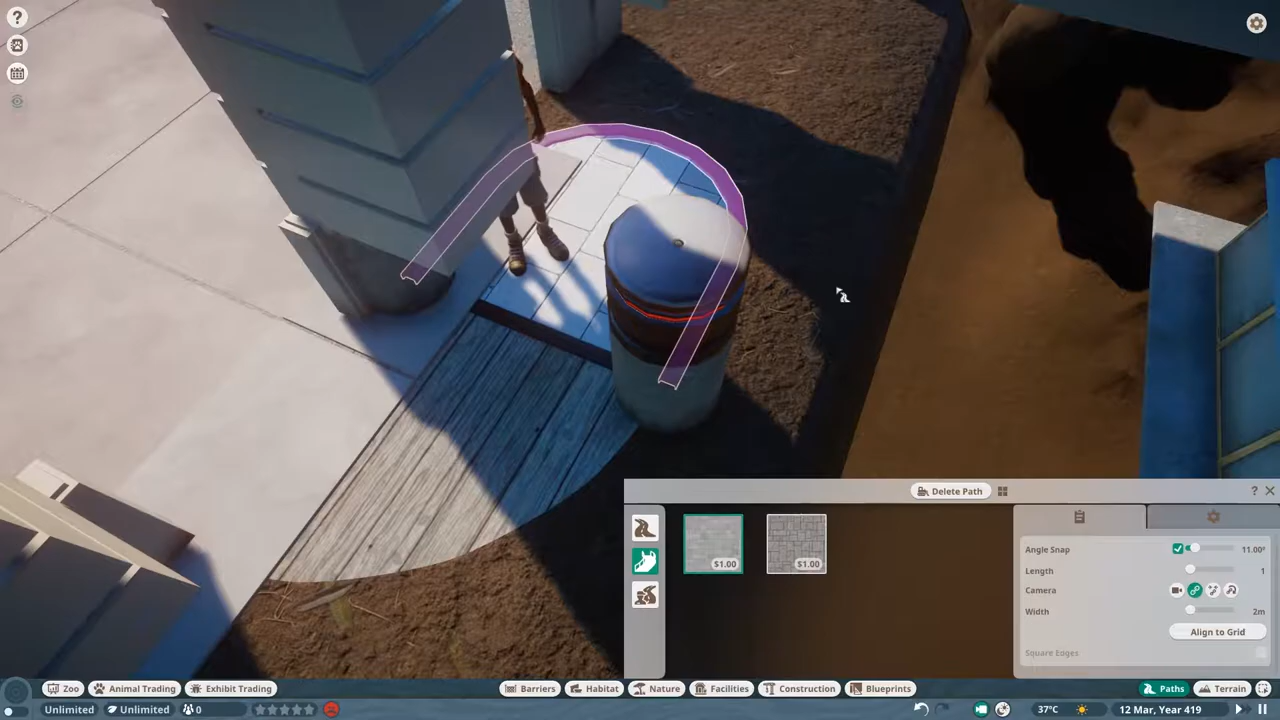 ?
Delete Path
?
$1.00
$1.00
Angle Snap 11.00°
Length 1
Camera
Width 2m
Align to Grid
Square Edges
Zoo Animal Trading Exhibit Trading Barriers Habitat Nature Facilities Construction Blueprints Paths Terrain
Unlimited Unlimited 0 37°C 12 Mar, Year 419